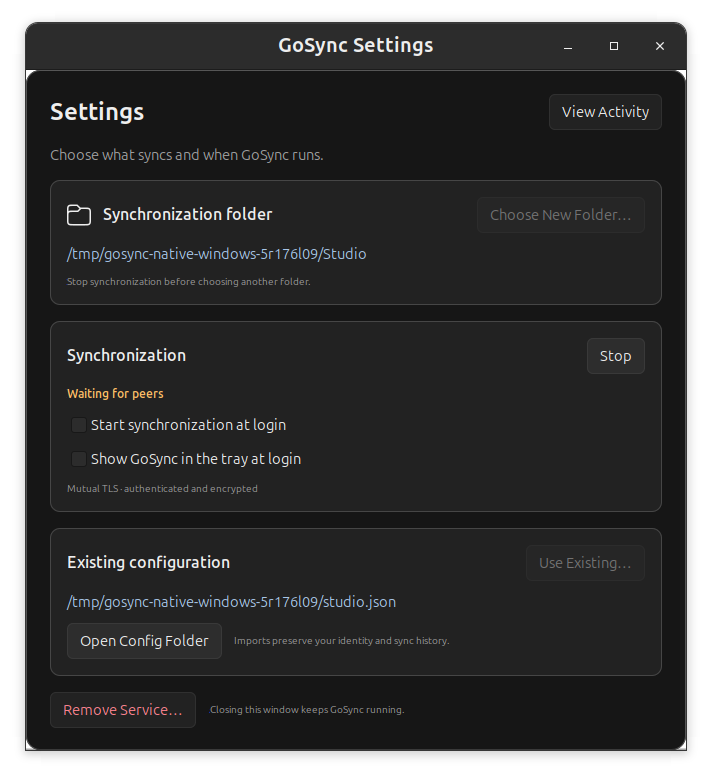 GoSync Settings
Settings
View Activity
Choose what syncs and when GoSync runs.
Synchronization folder
Choose New Folder...
/tmp/gosync-native-windows-5r176l09/Studio
Stop synchronization before choosing another folder.
Synchronization
Stop
Waiting for peers
Start synchronization at login
Show GoSync in the tray at login
Mutual TLS · authenticated and encrypted
Existing configuration
Use Existing...
/tmp/gosync-native-windows-5r176l09/studio.json
Open Config Folder
Imports preserve your identity and sync history.
Remove Service...
Closing this window keeps GoSync running.